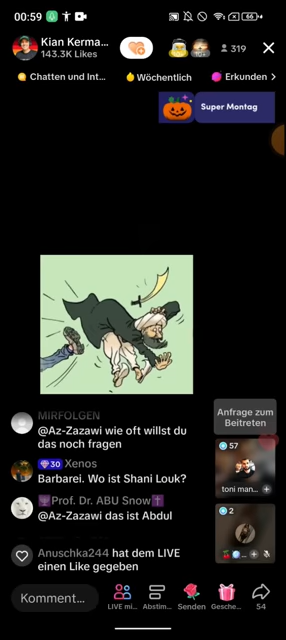 00:59
66
Kian Kerma...
143.3K Likes
319
Chatten und Int...
Wöchentlich
Erkunden
Super Montag
MIRFOLGEN
@Az-Zazawi wie oft willst du
das noch fragen
30 Xenos
Barbarei. Wo ist Shani Louk?
Prof. Dr. ABU Snow
@Az-Zazawi das ist Abdul
Anuschka244 hat dem LIVE
einen Like gegeben
Anfrage zum
Beitreten
57
toni man...
2
Komment...
LIVE mi...
Abstim...
Senden
Gesche...
54